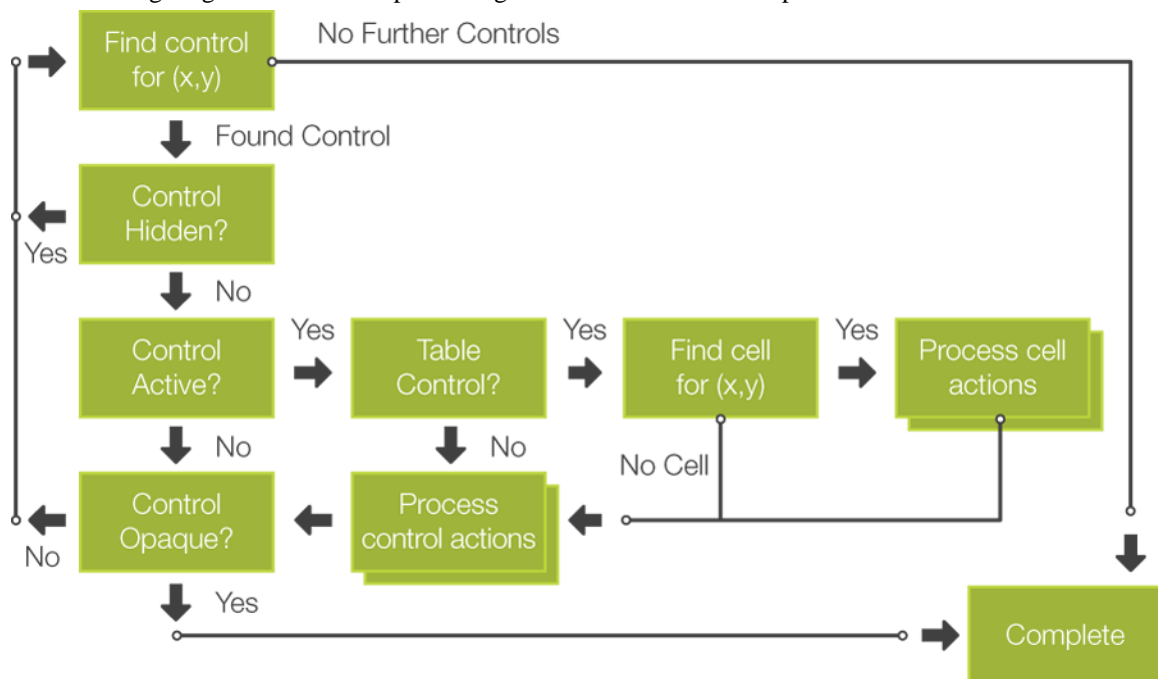 Find control
for (x,y)
No Further Controls
Found Control
Control
Hidden?
Yes
No
Control
Active?
Yes
Table
Control?
Yes
Find cell
for (x,y)
Yes
Process cell
actions
No
No
No Cell
Control
Opaque?
Process
control actions
No
Yes
Complete